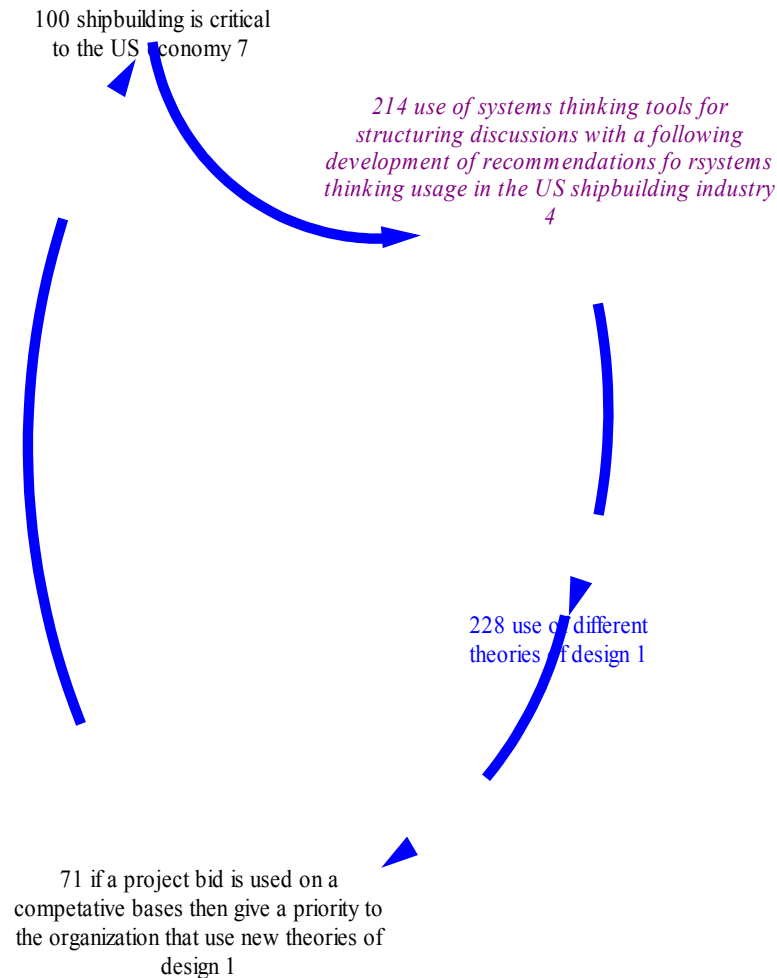 100 shipbuilding is critical
to the US economy 7
214 use of systems thinking tools for
structuring discussions with a following
development of recommendations fo rsystems
thinking usage in the US shipbuilding industry
4
228 use of different
theories of design 1
71 if a project bid is used on a
competative bases then give a priority to
the organization that use new theories of
design 1